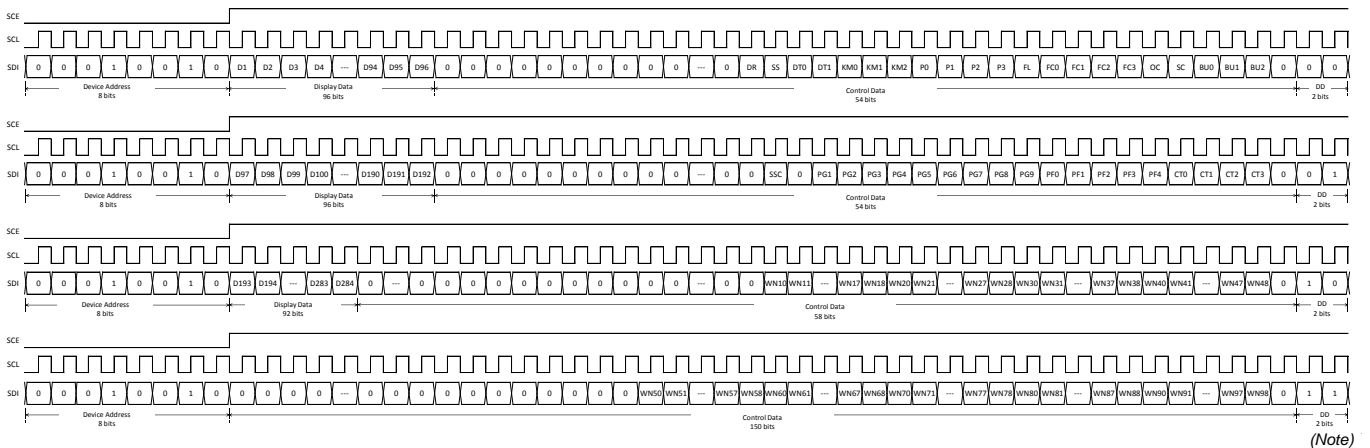 SCE
SCL
SDI 0 0 0 1 0 0 1 0 D1 D2 D3 D4 --- D94 D95 D96 0 0 0 0 0 0 0 0 0 0 --- 0 DR SS DT0 DT1 KM0 KM1 KM2 P0 P1 P2 P3 FL FC0 FC1 FC2 FC3 OC SC BU0 BU1 BU2 0 0 0
Device Address Display Data Control Data DD
8 bits 96 bits 54 bits 2 bits
SCE
SCL
SDI 0 0 0 1 0 0 1 0 D97 D98 D99 D100 --- D190 D191 D192 0 0 0 0 0 0 0 0 0 0 --- 0 0 SSC 0 PG1 PG2 PG3 PG4 PG5 PG6 PG7 PG8 PG9 PF0 PF1 PF2 PF3 PF4 CT0 CT1 CT2 CT3 0 0 1
Device Address Display Data Control Data DD
8 bits 96 bits 54 bits 2 bits
SCE
SCL
SDI 0 0 0 1 0 0 1 0 D193 D194 --- D283 D284 0 --- 0 0 0 0 0 0 0 0 0 0 0 --- 0 0 WN10 WN11 --- WN17 WN18 WN20 WN21 --- WN27 WN28 WN30 WN31 --- WN37 WN38 WN40 WN41 --- WN47 WN48 0 1 0
Device Address Display Data Control Data DD
8 bits 92 bits 58 bits 2 bits
SCE
SCL
SDI 0 0 0 1 0 0 1 0 0 0 0 0 --- 0 0 0 0 0 0 0 0 0 0 0 WN50 WN51 --- WN57 WN58 WN60 WN61 --- WN67 WN68 WN70 WN71 --- WN77 WN78 WN80 WN81 --- WN87 WN88 WN90 WN91 --- WN97 WN98 0 1 1
Device Address Control Data DD
8 bits 150 bits 2 bits
(Note)